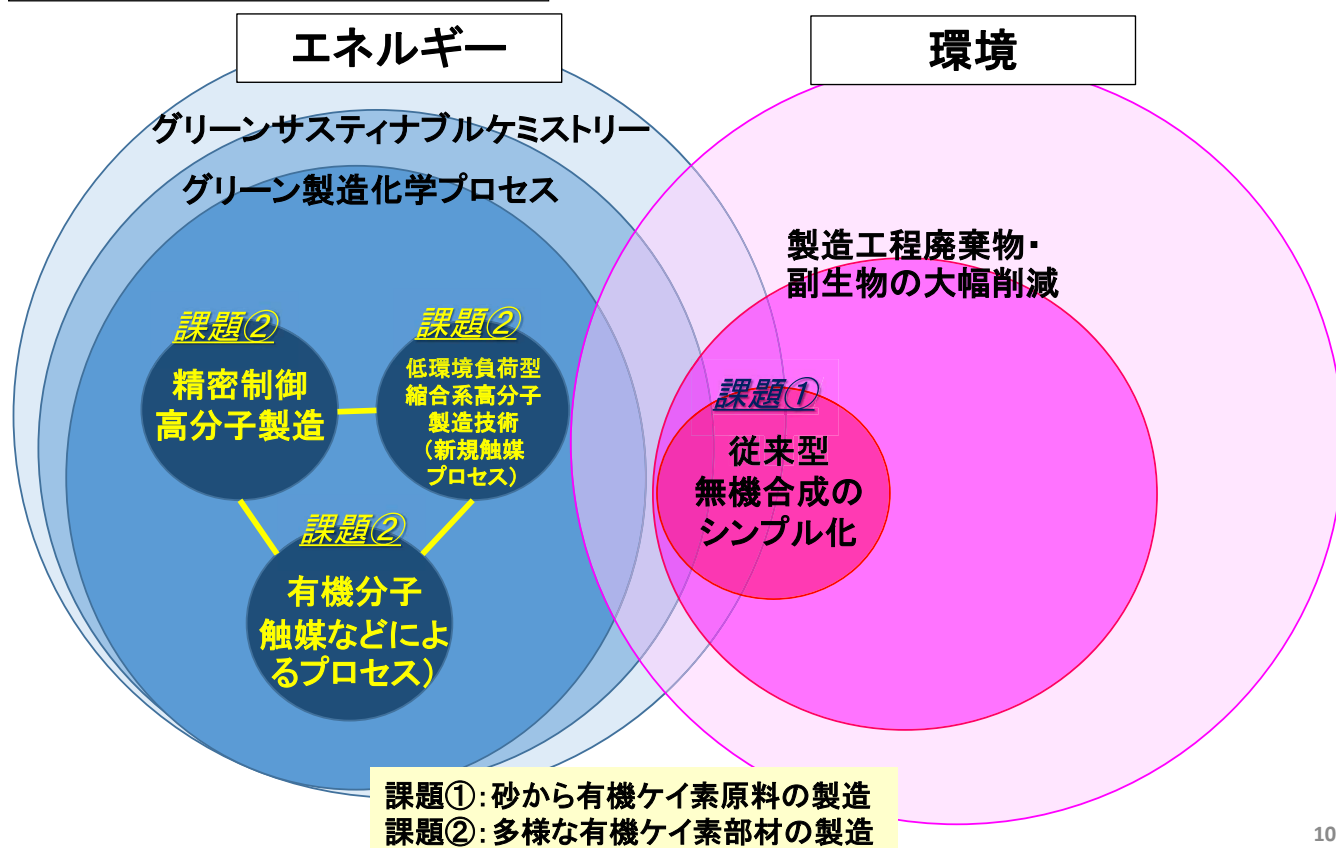 エネルギー
環境
グリーンサスティナブルケミストリー
グリーン製造化学プロセス
製造工程廃棄物・
副生物の大幅削減
課題②
精密制御
高分子製造
課題②
低環境負荷型
縮合系高分子
製造技術
(新規触媒
プロセス)
課題②
有機分子
触媒などによ
るプロセス)
課題①
従来型
無機合成の
シンプル化
課題①:砂から有機ケイ素原料の製造
課題②:多様な有機ケイ素部材の製造
10